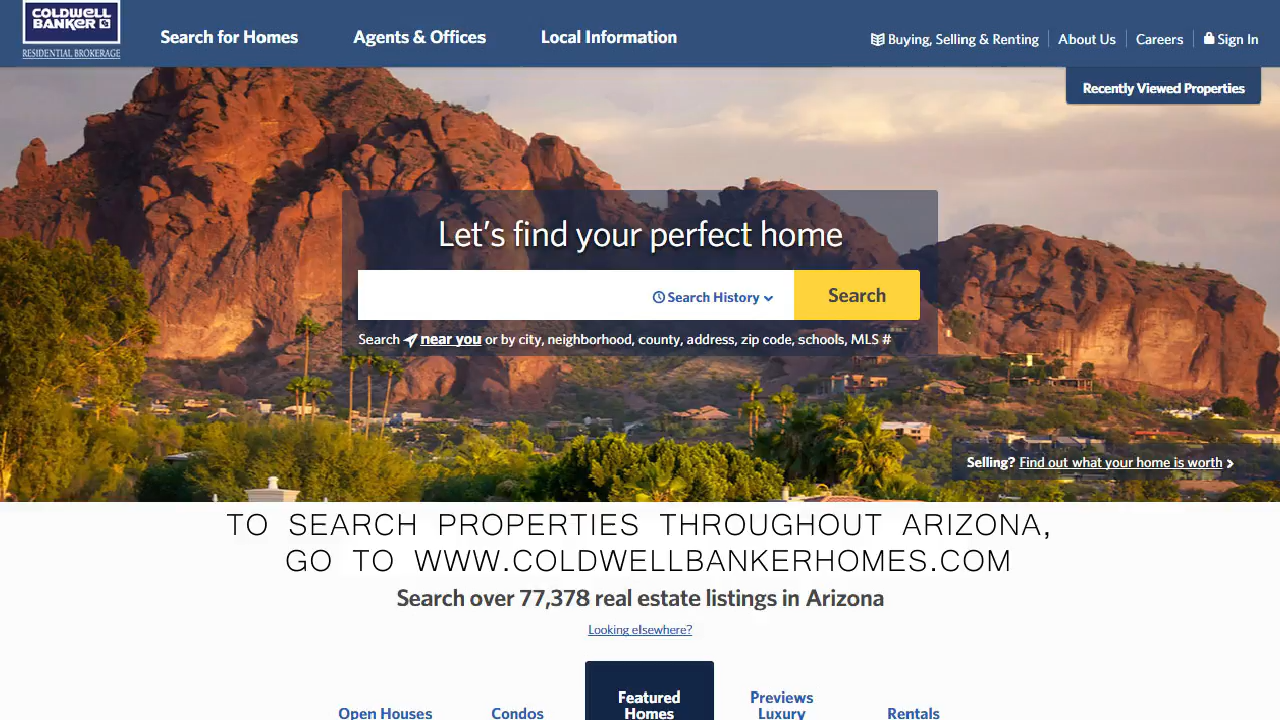 COLDWELL
BANKER
RESIDENTIAL BROKERAGE
Search for Homes
Agents & Offices
Local Information
Buying, Selling & Renting
About Us
Careers
Sign In
Recently Viewed Properties
Let's find your perfect home
Search History
Search
Search near you or by city, neighborhood, county, address, zip code, schools, MLS #
Selling? Find out what your home is worth
TO SEARCH PROPERTIES THROUGHOUT ARIZONA,
GO TO WWW.COLDWELLBANKERHOMES.COM
Search over 77,378 real estate listings in Arizona
Looking elsewhere?
Open Houses
Condos
Featured
Homes
Previews
Luxury
Rentals